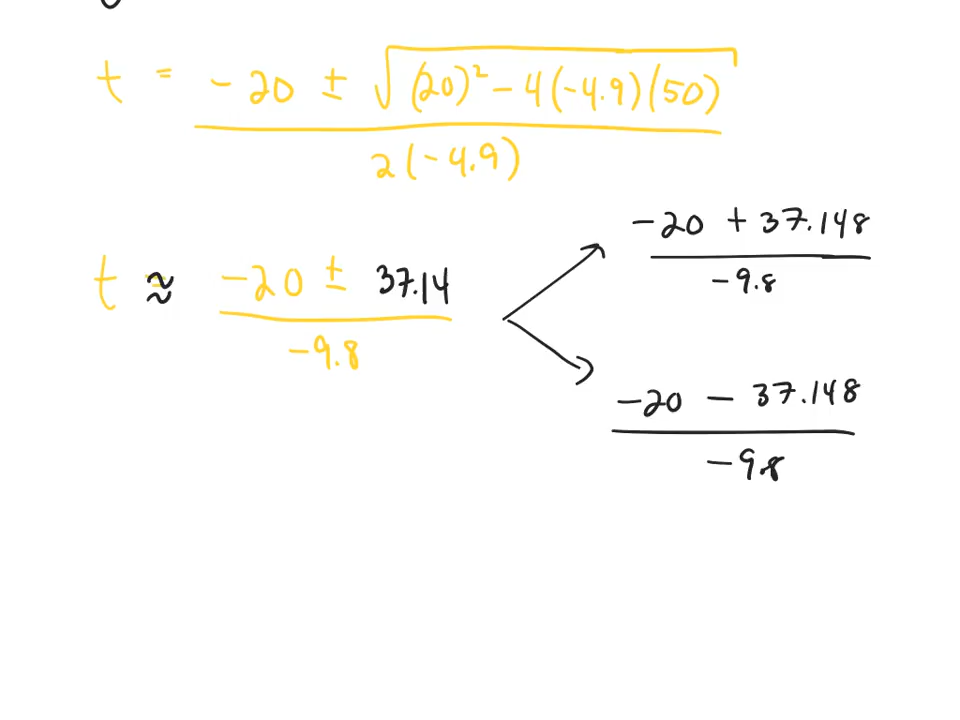 t = -20 ± √(20)² - 4(-4.9)(50)
2(-4.9)
t ≈ -20 ± 37.14
-9.8
-20 + 37.148
-9.8
-20 - 37.148
-9.8